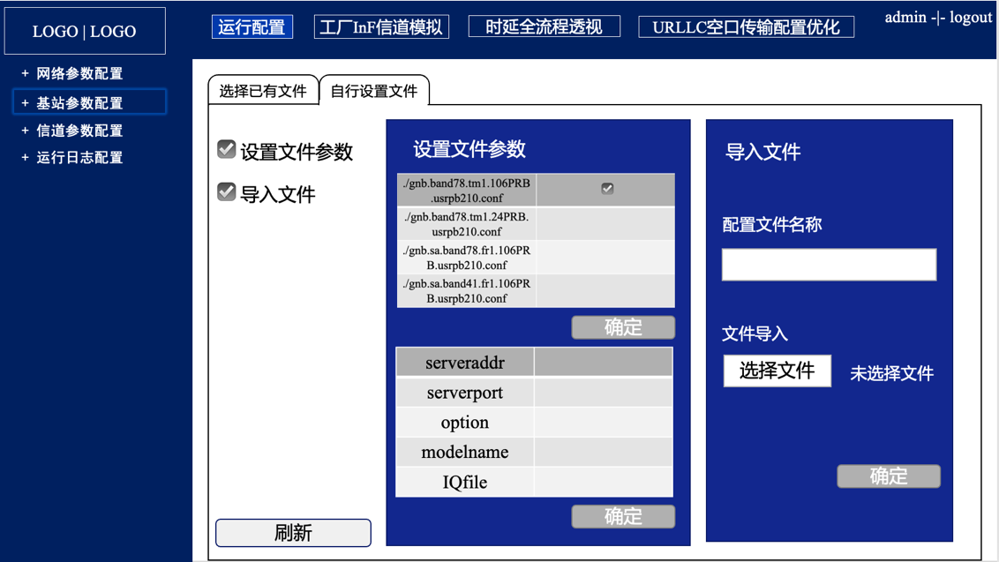 LOGO | LOGO
运行配置
工厂InF信道模拟
时延全流程透视
URLLC空口传输配置优化
admin -|- logout
+ 网络参数配置
+ 基站参数配置
+ 信道参数配置
+ 运行日志配置
选择已有文件
自行设置文件
设置文件参数
导入文件
刷新
设置文件参数
./gnb.band78.tm1.106PRB
.usrpb210.conf
./gnb.band78.tm1.24PRB.
usrpb210.conf
./gnb.sa.band78.fr1.106PR
B.usrpb210.conf
./gnb.sa.band41.fr1.106PR
B.usrpb210.conf
确定
serveraddr
serverport
option
modelname
IQfile
确定
导入文件
配置文件名称
文件导入
选择文件
未选择文件
确定